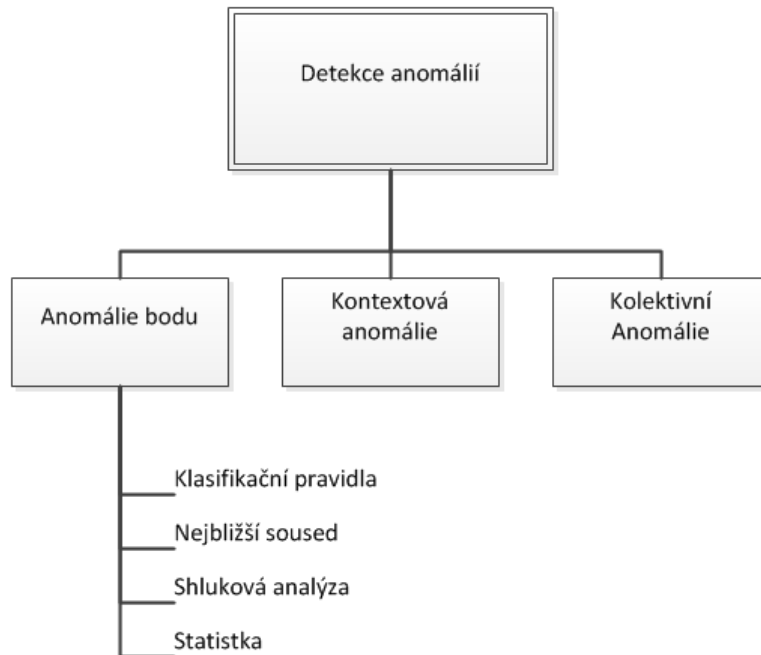 Detekce anomálií
Anomálie bodu
Kontextová
anomálie
Kolektivní
Anomálie
Klasifikační pravidla
Nejbližší soused
Shluková analýza
Statistka